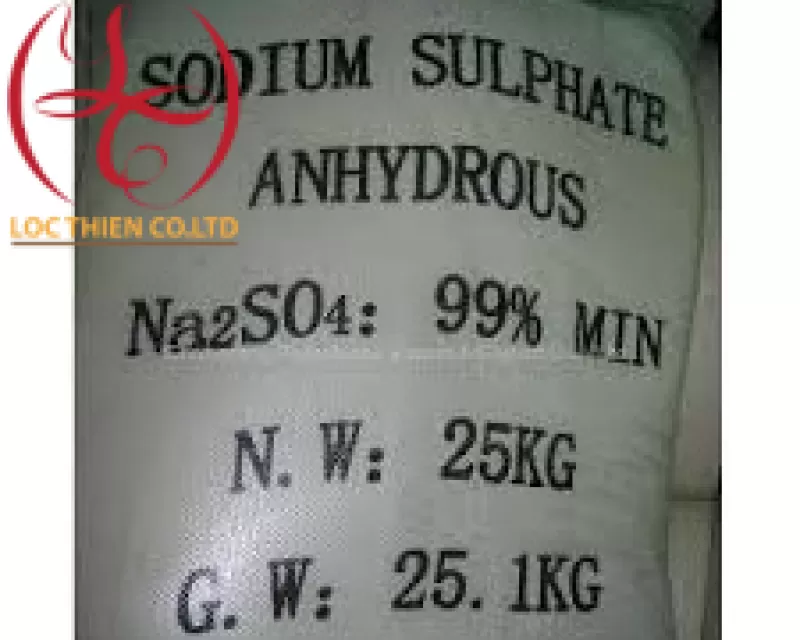 SODIUM SULPHATE
ANHYDROUS
LOC THIEN CO.LTD
Na2SO4: 99% MIN
N.W: 25KG
G.W: 25.1KG